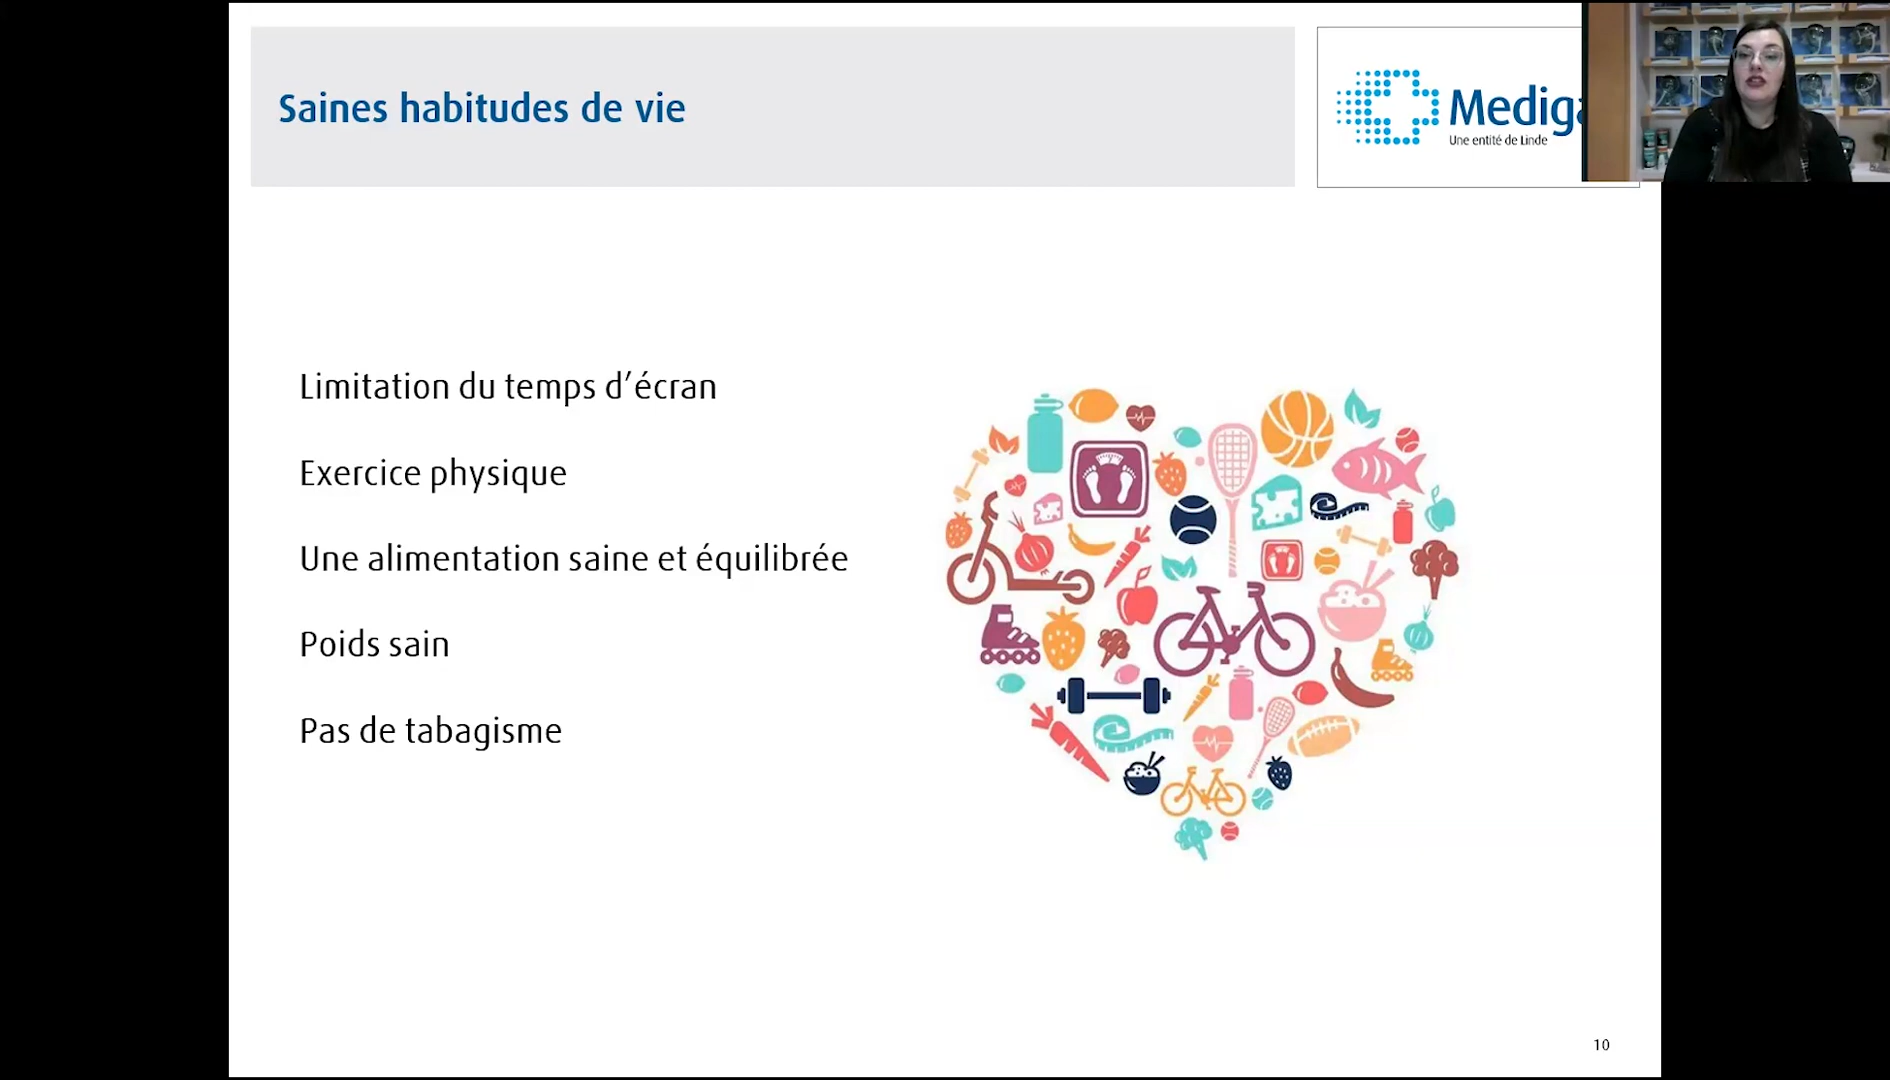 Saines habitudes de vie
Une entité de Linde
Limitation du temps d’écran
Exercice physique
Une alimentation saine et équilibrée
Poids sain
Pas de tabagisme
10